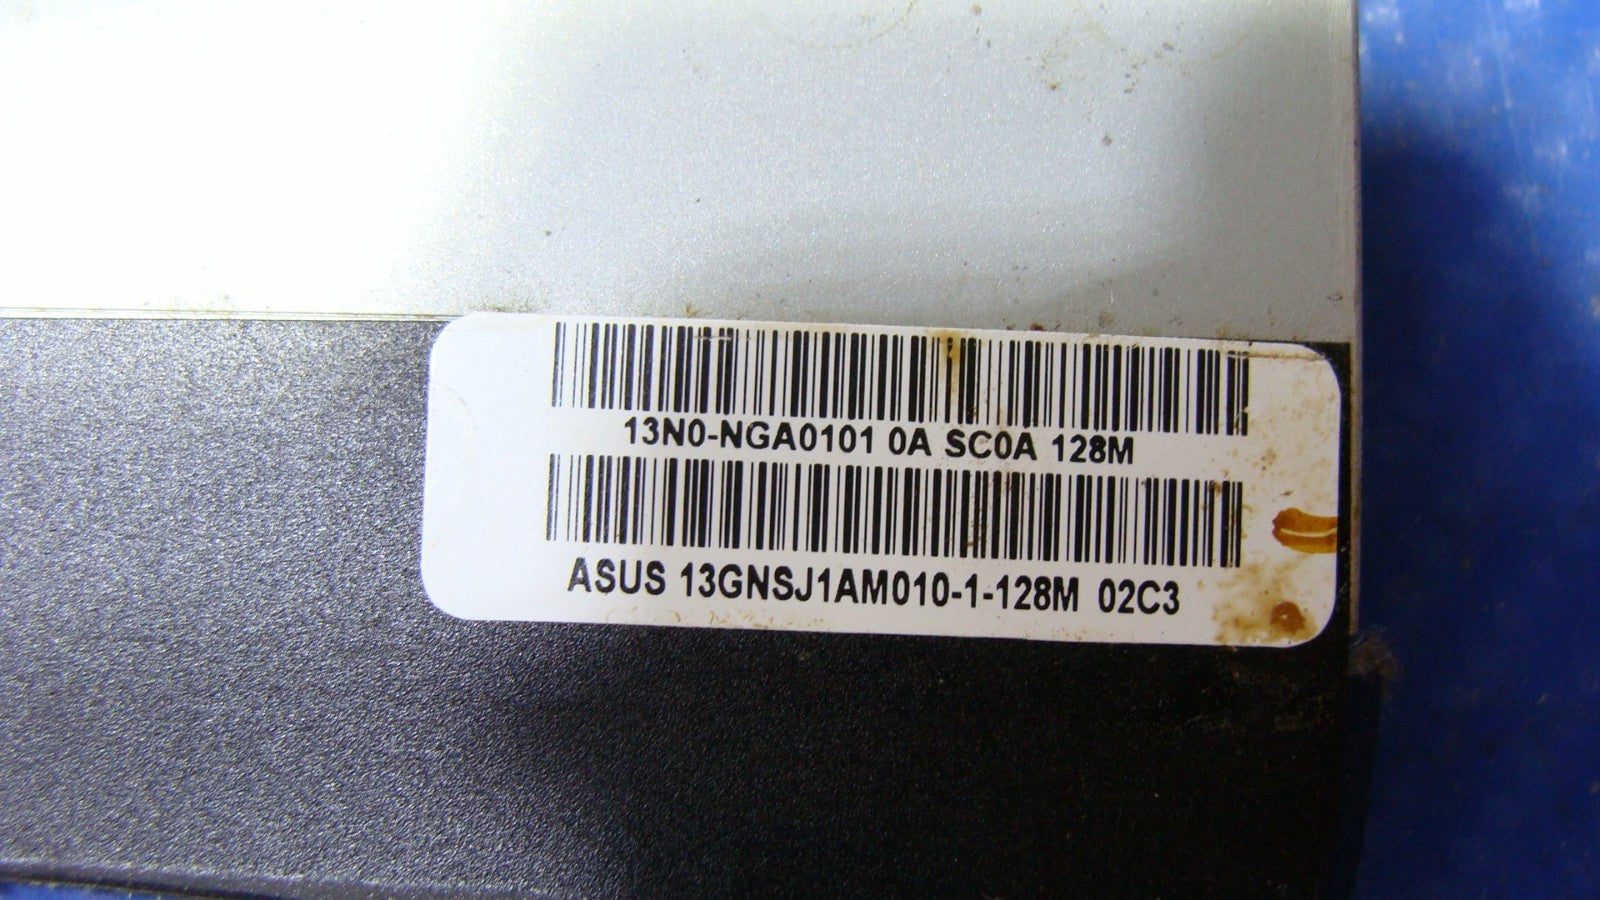 13N0-NGA0101 0A SC0A 128M
ASUS 13GNSJ1AM010-1-128M 02C3